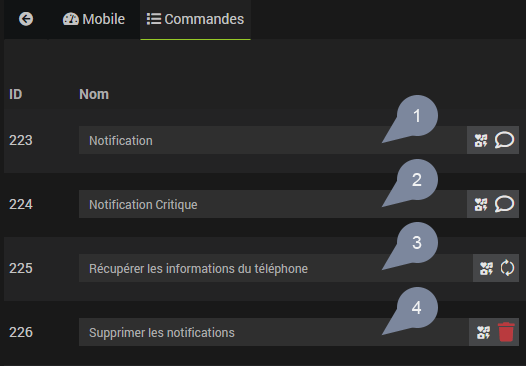 Mobile Commandes
ID Nom
1
223 Notification
2
224 Notification Critique
3
225 Récupérer les informations du téléphone
4
226 Supprimer les notifications